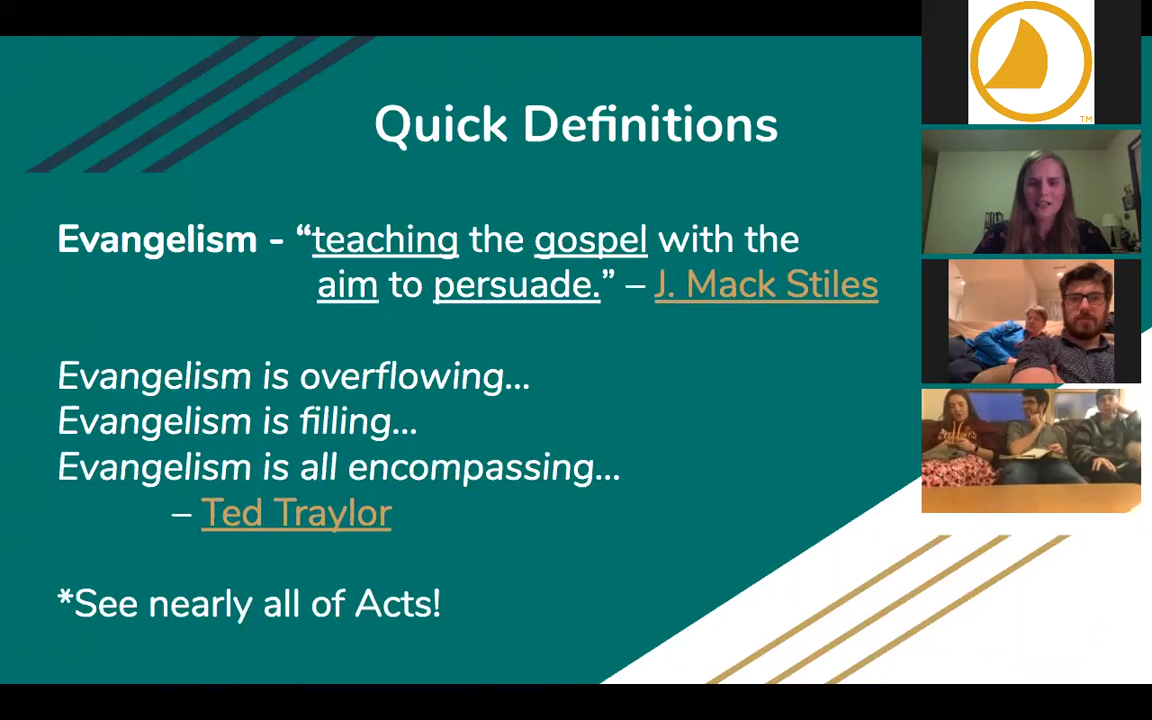 Quick Definitions
Evangelism - “teaching the gospel with the
aim to persuade.” – J. Mack Stiles
Evangelism is overflowing...
Evangelism is filling...
Evangelism is all encompassing...
– Ted Traylor
*See nearly all of Acts!
TM